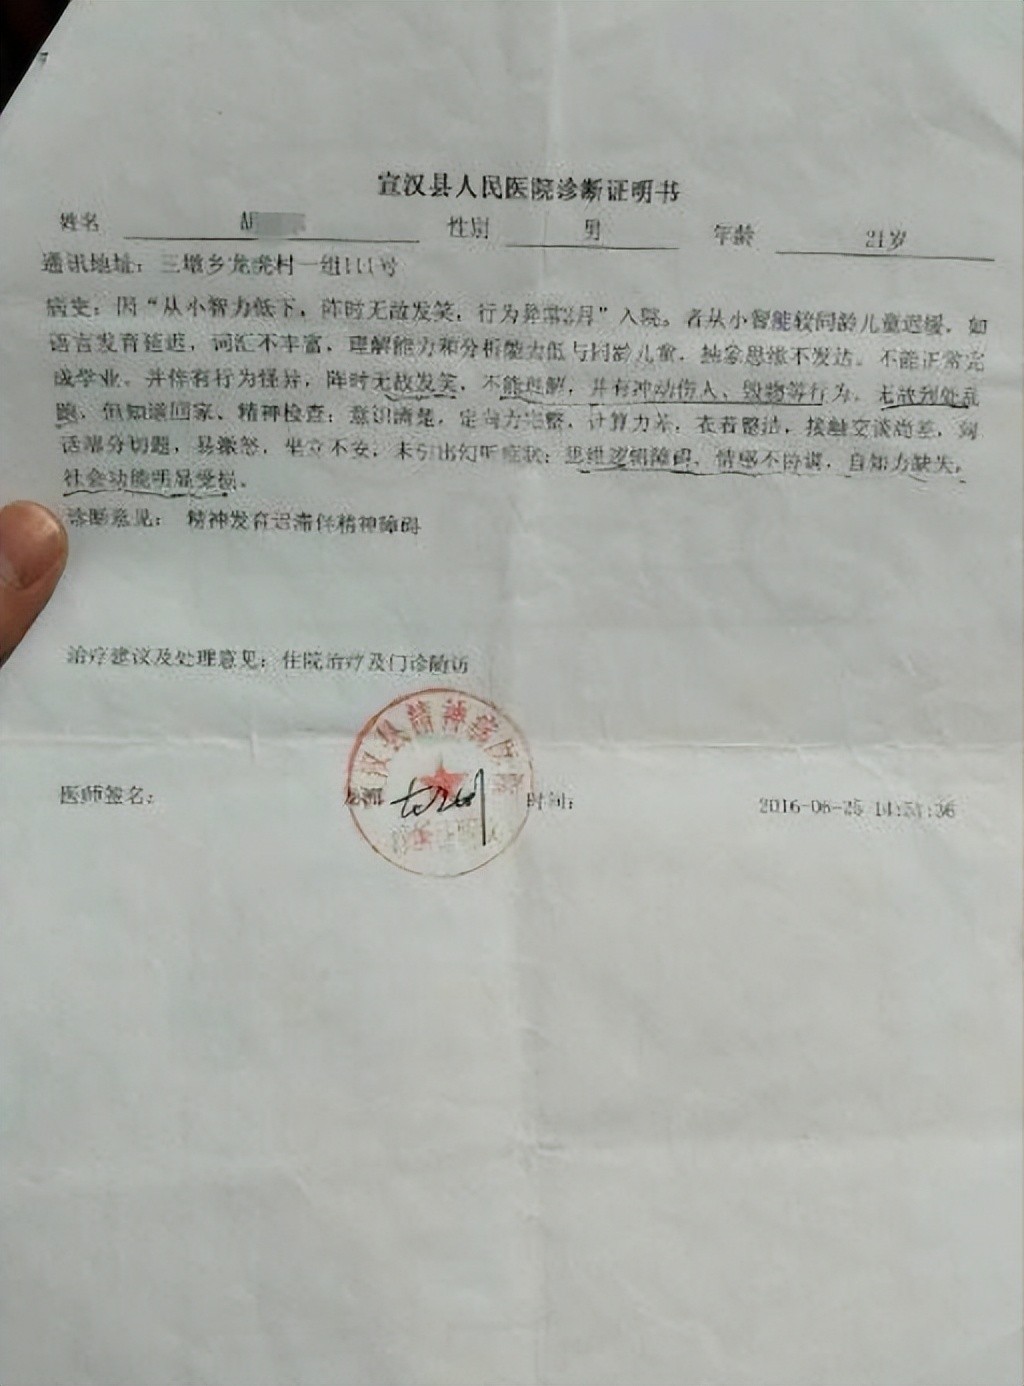 宣汉县人民医院诊断证明书
姓名 性别 男 年龄 21岁
通讯地址：三墩乡龙虎村一组111号
病史：因“从小智力低下，阵时无故发笑，行为异常2月”入院。者从小智能较同龄儿童迟缓，如
语言发育延迟，词汇不丰富，理解能力和分析能力低与同龄儿童，抽象思维不发达。不能正常完
成学业。并伴有行为怪异，阵时无故发笑，不能理解，并有冲动伤人、毁物等行为，无故到处乱
跑，但知道回家、精神检查：意识清楚，定向力完整，计算力差；衣着整洁，接触交谈尚差，对
话部分切题，易激怒，坐立不安，未引出幻听症状；思维逻辑障碍、情感不协调，自知力缺失，
社会功能明显受损。
诊断意见： 精神发育迟滞伴精神障碍
治疗建议及处理意见：住院治疗及门诊随访
宣汉县精神病医院
医师签名： 时间： 2016-06-25